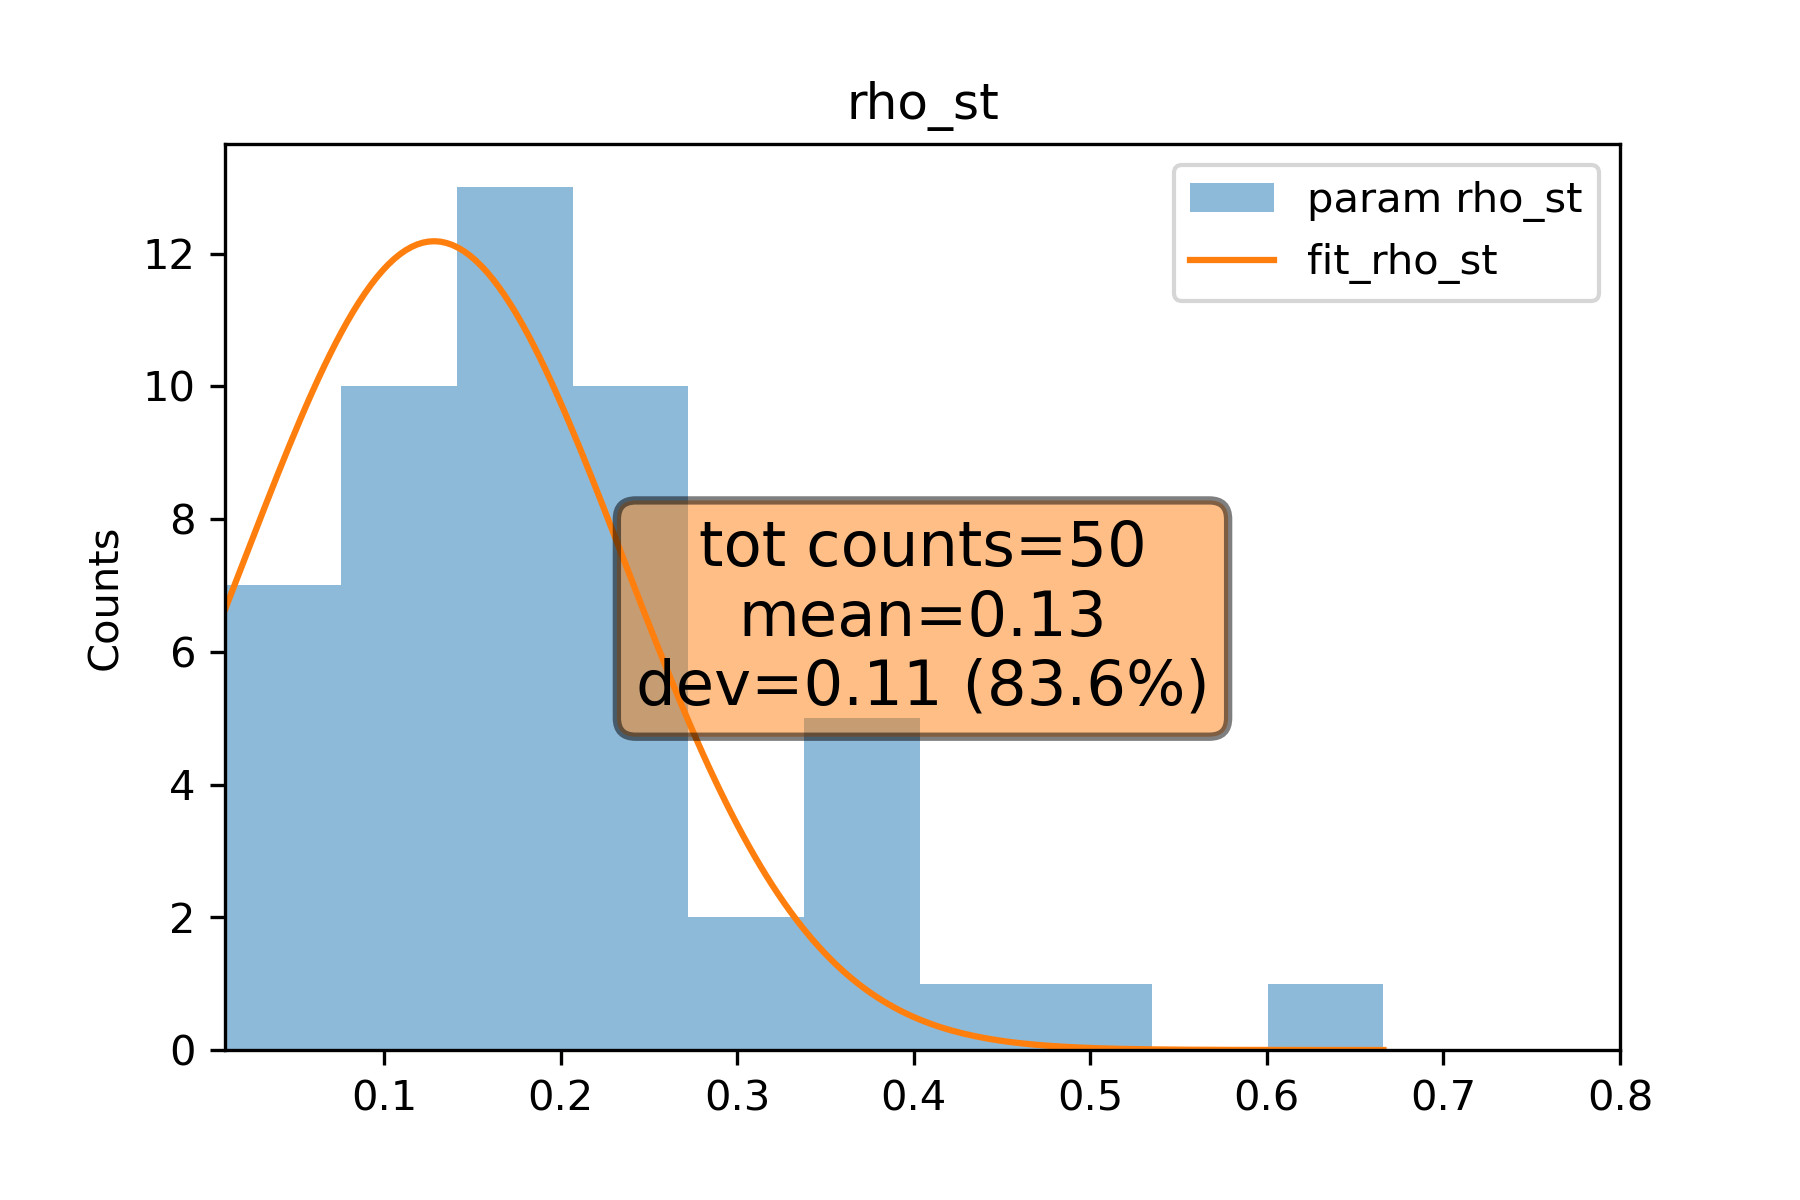 rho_st
param rho_st
fit_rho_st
12
10
8
6
4
2
0
Counts
tot counts=50
mean=0.13
dev=0.11 (83.6%)
0.1 0.2 0.3 0.4 0.5 0.6 0.7 0.8